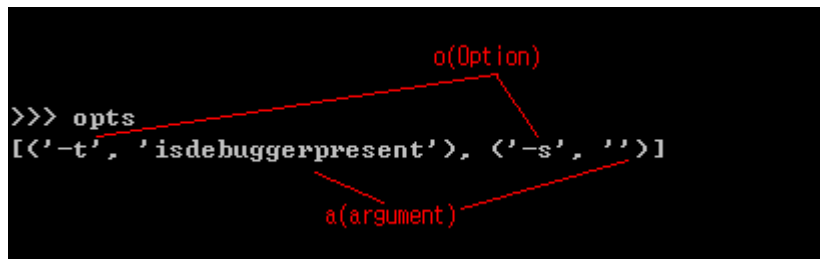 o(Option)
>>> opts
[('-t', 'isdebuggerpresent'), ('-s', '')]
a(argument)